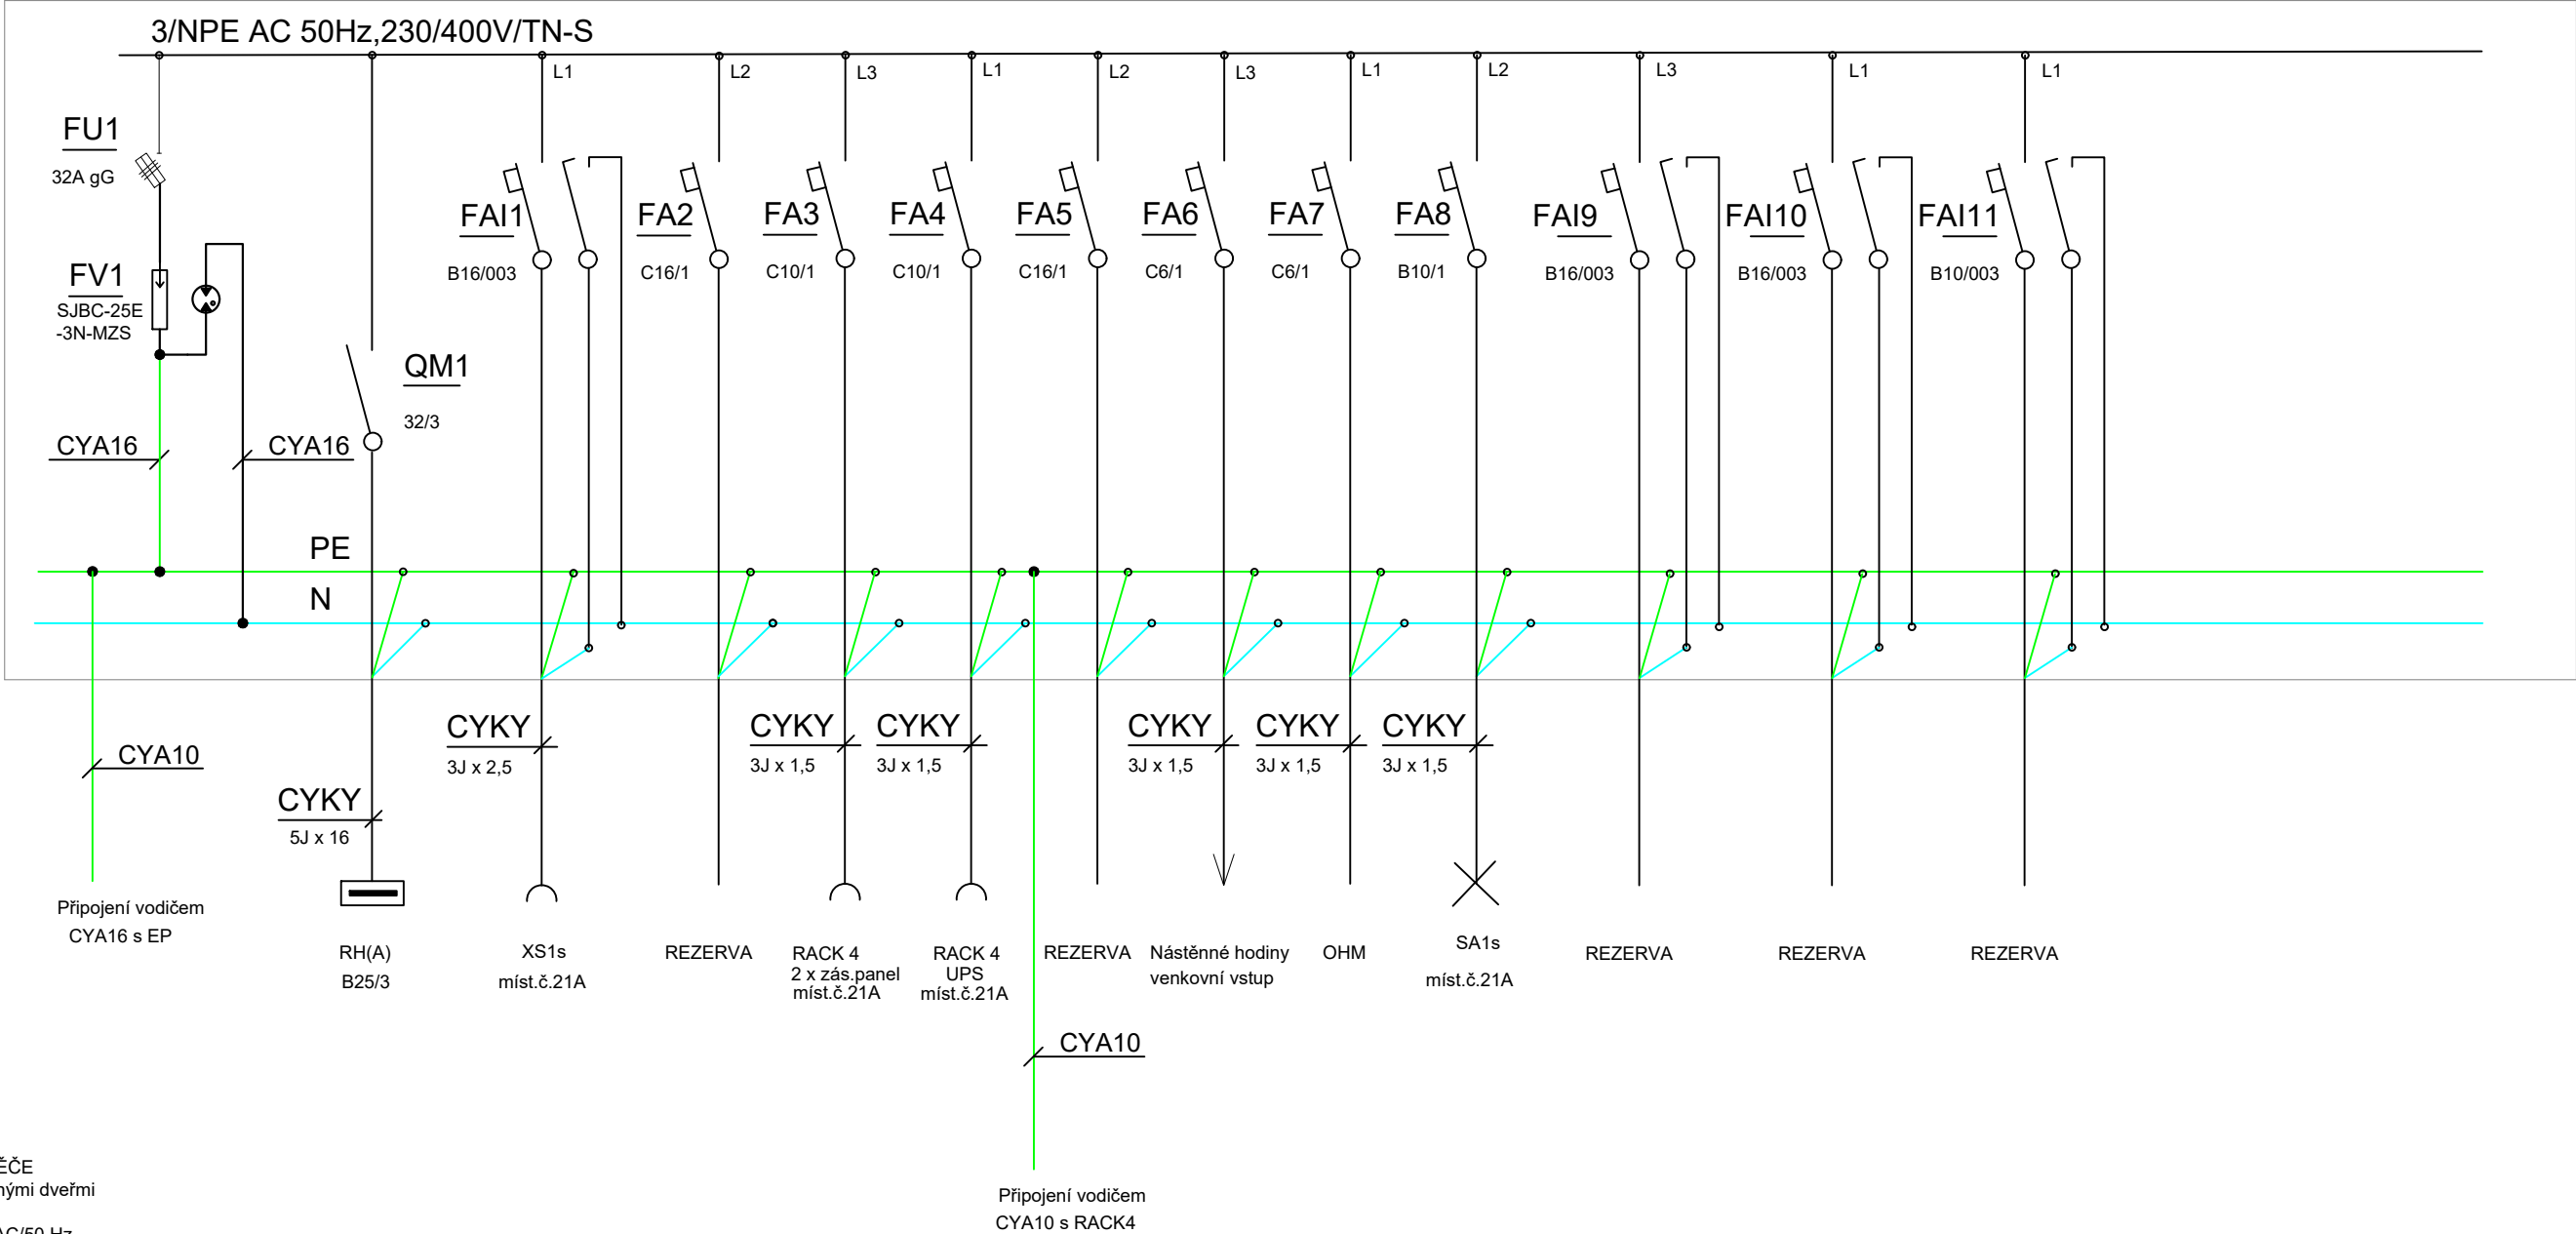 3/NPE AC 50Hz,230/400V/TN-S
L1
L2
L3
L1
L2
L3
L1
L2
L3
L1
L1
FU1
32A gG
FV1
SJBC-25E
-3N-MZS
CYA16
CYA16
QM1
32/3
FAI1
B16/003
FA2
C16/1
FA3
C10/1
FA4
C10/1
FA5
C16/1
FA6
C6/1
FA7
C6/1
FA8
B10/1
FAI9
B16/003
FAI10
B16/003
FAI11
B10/003
PE
N
CYA10
CYKY
5J x 16
CYKY
3J x 2,5
CYKY
3J x 1,5
CYKY
3J x 1,5
CYKY
3J x 1,5
CYKY
3J x 1,5
CYKY
3J x 1,5
Připojení vodičem
CYA16 s EP
RH(A)
B25/3
XS1s
míst.č.21A
REZERVA
RACK 4
2 x zás.panel
míst.č.21A
RACK 4
UPS
míst.č.21A
REZERVA
Nástěnné hodiny
venkovní vstup
OHM
SA1s
míst.č.21A
REZERVA
REZERVA
REZERVA
CYA10
Připojení vodičem
CYA10 s RACK4
ĚČE
nými dveřmi
AC/50 Hz